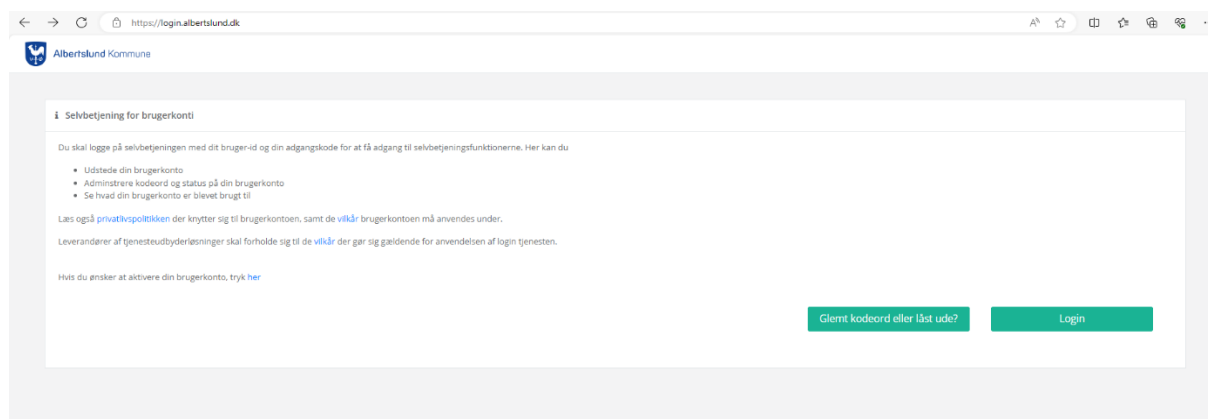 https://login.albertslund.dk
Albertslund Kommune
Selvbetjening for brugerkonti
Du skal logge på selvbetjeningen med dit bruger-id og din adgangskode for at få adgang til selvbetjeningsfunktionerne. Her kan du
Udstede din brugerkonto
Adminstrere kodeord og status på din brugerkonto
Se hvad din brugerkonto er blevet brugt til
Læs også privatlivspolitikken der knytter sig til brugerkontoen, samt de vilkår brugerkontoen må anvendes under.
Leverandører af tjenesteudbyderløsninger skal forholde sig til de vilkår der gør sig gældende for anvendelsen af login tjenesten.
Hvis du ønsker at aktivere din brugerkonto, tryk her
Glemt kodeord eller låst ude?
Login